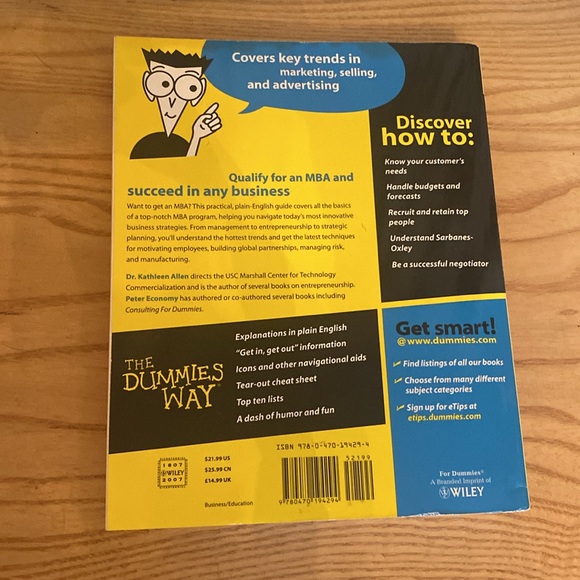 Covers key trends in
marketing, selling,
and advertising
Discover
how to:
Know your customer's
needs
Handle budgets and
forecasts
Recruit and retain top
people
Understand Sarbanes-
Oxley
Be a successful negotiator
Qualify for an MBA and
succeed in any business
Want to get an MBA? This practical, plain-English guide covers all the basics
of a top-notch MBA program, helping you navigate today's most innovative
business strategies. From management to entrepreneurship to strategic
planning, you'll understand the hottest trends and get the latest techniques
for motivating employees, building global partnerships, managing risk,
and manufacturing.
Dr. Kathleen Allen directs the USC Marshall Center for Technology
Commercialization and is the author of several books on entrepreneurship.
Peter Economy has authored or co-authored several books including
Consulting For Dummies.
THE
DUMMIES
WAY™
Explanations in plain English
"Get in, get out" information
Icons and other navigational aids
Tear-out cheat sheet
Top ten lists
A dash of humor and fun
Get smart!
@www.dummies.com
Find listings of all our books
Choose from many different
subject categories
Sign up for eTips at
etips.dummies.com
1807
WILEY
2007
$21.99 US
$25.99 CN
£14.99 UK
Business/Education
ISBN 978-0-470-19429-4
52199
9 780470 194294
For Dummies®
A Branded Imprint of
WILEY